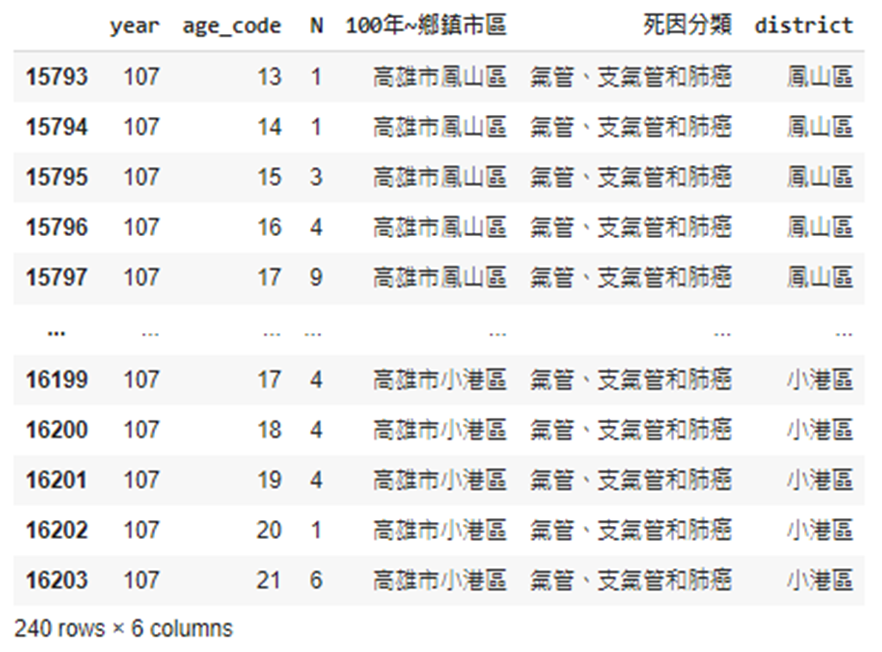 year age_code N 100年~鄉鎮市區 死因分類 district
15793 107 13 1 高雄市鳳山區 氣管、支氣管和肺癌 鳳山區
15794 107 14 1 高雄市鳳山區 氣管、支氣管和肺癌 鳳山區
15795 107 15 3 高雄市鳳山區 氣管、支氣管和肺癌 鳳山區
15796 107 16 4 高雄市鳳山區 氣管、支氣管和肺癌 鳳山區
15797 107 17 9 高雄市鳳山區 氣管、支氣管和肺癌 鳳山區
... ... ... ... ... ... ...
16199 107 17 4 高雄市小港區 氣管、支氣管和肺癌 小港區
16200 107 18 4 高雄市小港區 氣管、支氣管和肺癌 小港區
16201 107 19 4 高雄市小港區 氣管、支氣管和肺癌 小港區
16202 107 20 1 高雄市小港區 氣管、支氣管和肺癌 小港區
16203 107 21 6 高雄市小港區 氣管、支氣管和肺癌 小港區
240 rows × 6 columns